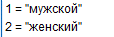 1 = "мужской"
2 = "женский"